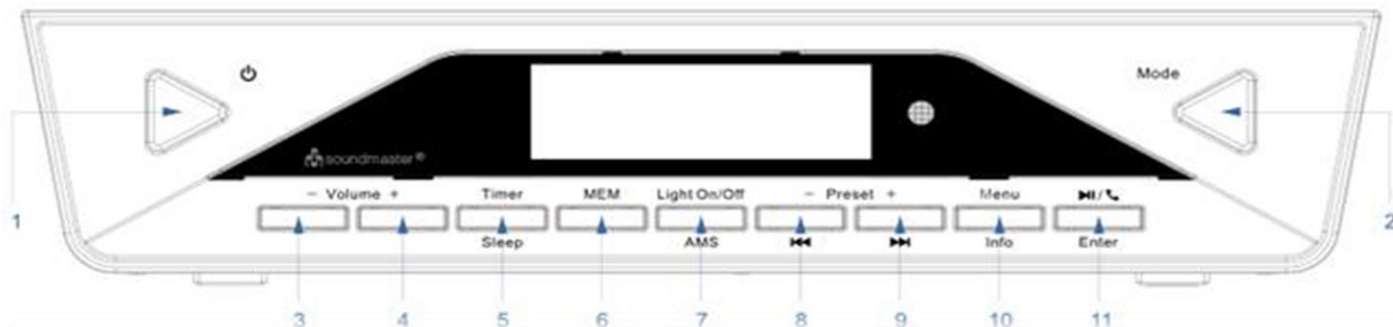 Mode
soundmaster®
1
2
- Volume + Timer MEM Light On/Off - Preset + Menu ⏯/📞
Sleep AMS ⏮ ⏭ Info Enter
3 4 5 6 7 8 9 10 11